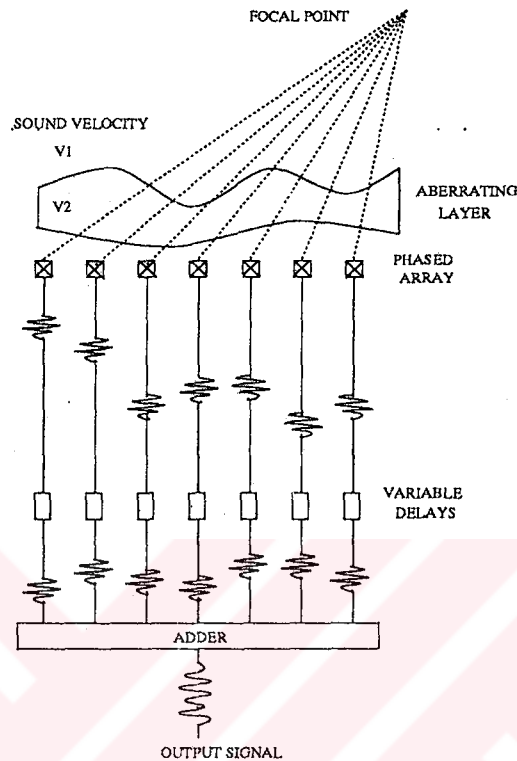 FOCAL POINT
SOUND VELOCITY
V1
V2
ABERRATING
LAYER
PHASED
ARRAY
VARIABLE
DELAYS
ADDER
OUTPUT SIGNAL